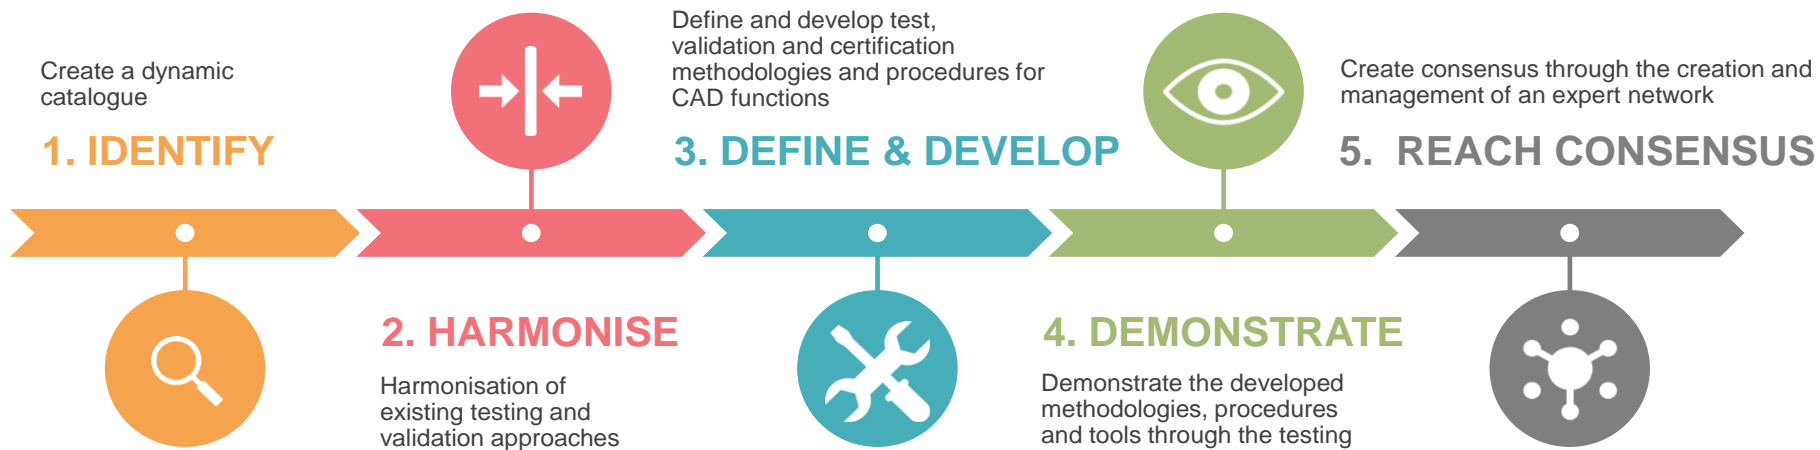 Create a dynamic
catalogue
1. IDENTIFY
2. HARMONISE
Harmonisation of
existing testing and
validation approaches
Define and develop test,
validation and certification
methodologies and procedures for
CAD functions
3. DEFINE & DEVELOP
4. DEMONSTRATE
Demonstrate the developed
methodologies, procedures
and tools through the testing
Create consensus through the creation and
management of an expert network
5. REACH CONSENSUS